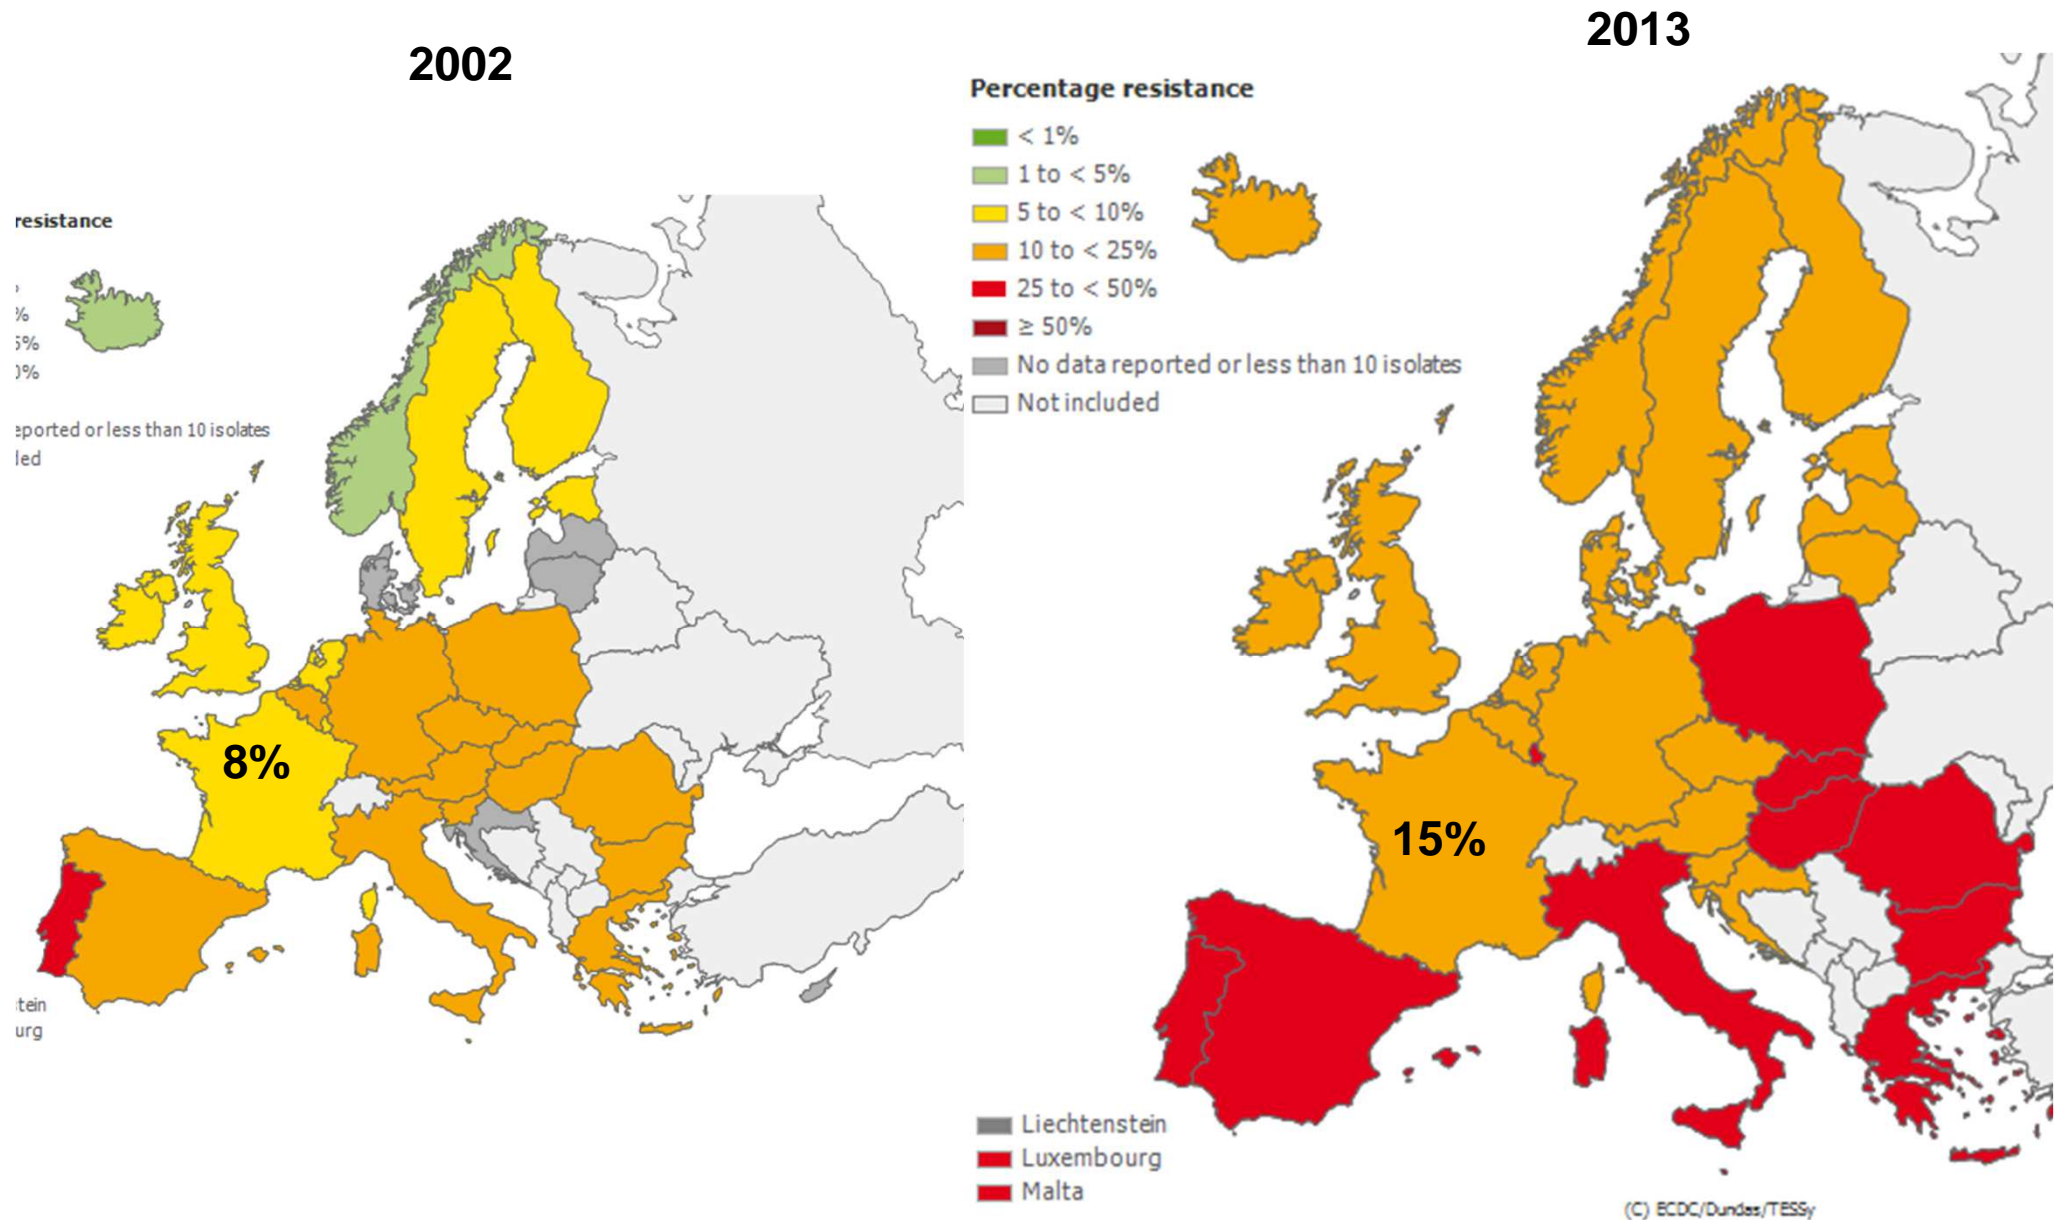 2002
resistance
%
5%
0%
eported or less than 10 isolates
led
8%
tein
urg
2013
Percentage resistance
< 1%
1 to < 5%
5 to < 10%
10 to < 25%
25 to < 50%
≥ 50%
No data reported or less than 10 isolates
Not included
15%
Liechtenstein
Luxembourg
Malta
(C) ECDC/Dundas/TESSy